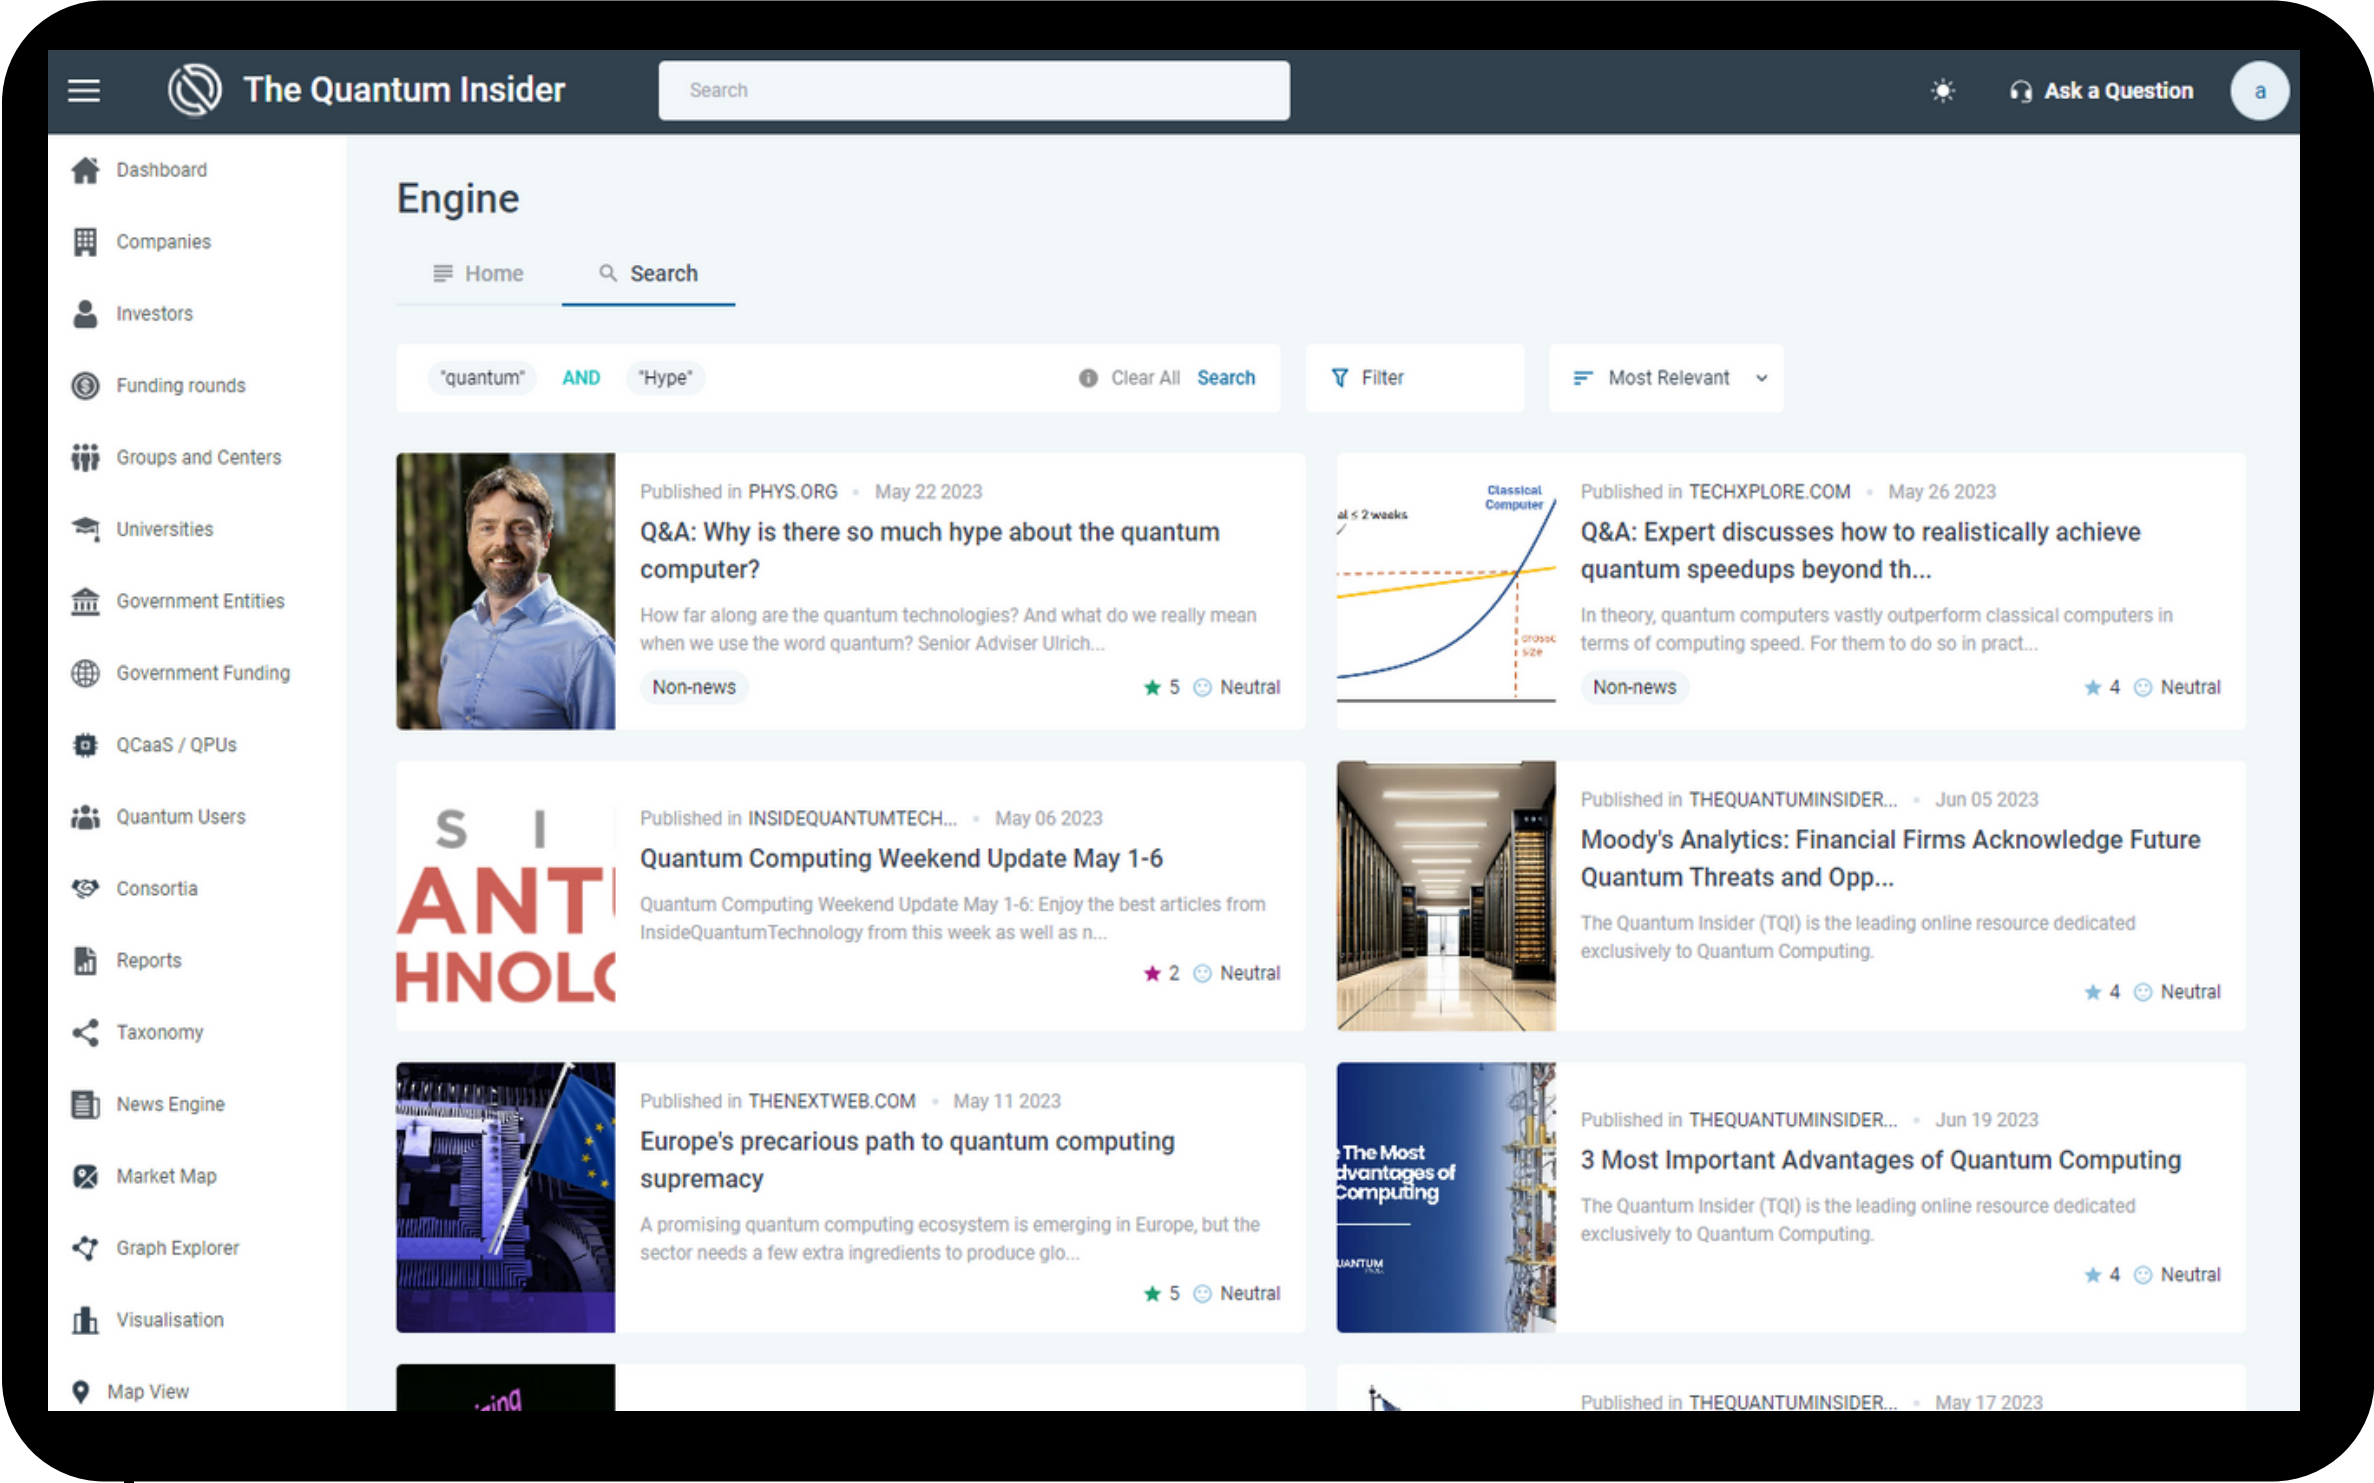 The Quantum Insider
Search
Ask a Question
a
Dashboard
Companies
Investors
Funding rounds
Groups and Centers
Universities
Government Entities
Government Funding
QCaaS / QPUs
Quantum Users
Consortia
Reports
Taxonomy
News Engine
Market Map
Graph Explorer
Visualisation
Map View
Engine
Home
Search
"quantum" AND "Hype"
Clear All Search
Filter
Most Relevant
Published in PHYS.ORG • May 22 2023
Q&A: Why is there so much hype about the quantum
computer?
How far along are the quantum technologies? And what do we really mean
when we use the word quantum? Senior Adviser Ulrich...
Non-news
5 Neutral
Classical
Computer
al ≤ 2 weeks
size
Published in TECHXPLORE.COM • May 26 2023
Q&A: Expert discusses how to realistically achieve
quantum speedups beyond th...
In theory, quantum computers vastly outperform classical computers in
terms of computing speed. For them to do so in pract...
Non-news
4 Neutral
S I
ANT
HNOLO
Published in INSIDEQUANTUMTECH... • May 06 2023
Quantum Computing Weekend Update May 1-6
Quantum Computing Weekend Update May 1-6: Enjoy the best articles from
InsideQuantumTechnology from this week as well as n...
2 Neutral
Published in THEQUANTUMINSIDER... • Jun 05 2023
Moody's Analytics: Financial Firms Acknowledge Future
Quantum Threats and Opp...
The Quantum Insider (TQI) is the leading online resource dedicated
exclusively to Quantum Computing.
4 Neutral
Published in THENEXTWEB.COM • May 11 2023
Europe's precarious path to quantum computing
supremacy
A promising quantum computing ecosystem is emerging in Europe, but the
sector needs a few extra ingredients to produce glo...
5 Neutral
The Most
dvantages of
Computing
UANTUM
Published in THEQUANTUMINSIDER... • Jun 19 2023
3 Most Important Advantages of Quantum Computing
The Quantum Insider (TQI) is the leading online resource dedicated
exclusively to Quantum Computing.
4 Neutral
zing
Published in THEQUANTUMINSIDER... • May 17 2023